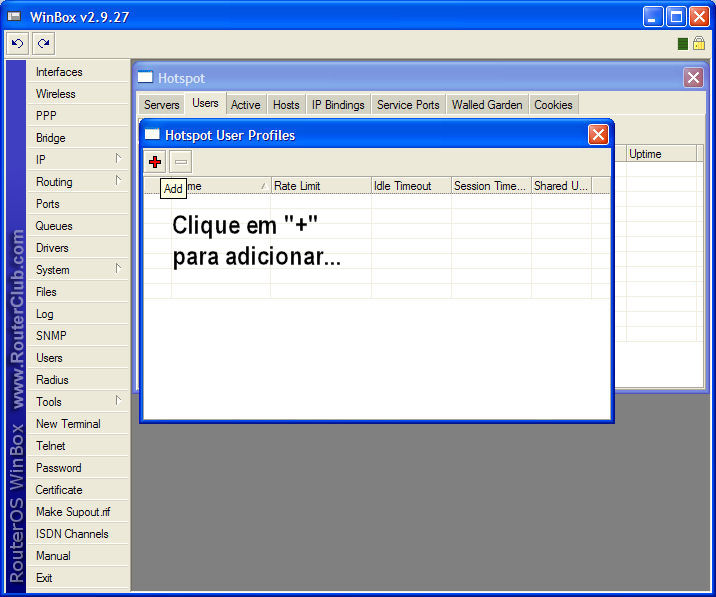 WinBox v2.9.27
Interfaces
Wireless
PPP
Bridge
IP
Routing
Ports
Queues
Drivers
System
Files
Log
SNMP
Users
Radius
Tools
New Terminal
Telnet
Password
Certificate
Make Supout.rif
ISDN Channels
Manual
Exit
RouterOS WinBox www.RouterClub.com
Hotspot
Servers Users Active Hosts IP Bindings Service Ports Walled Garden Cookies
Uptime
Hotspot User Profiles
Rate Limit Idle Timeout Session Time... Shared U...
Add
Clique em "+"
para adicionar...